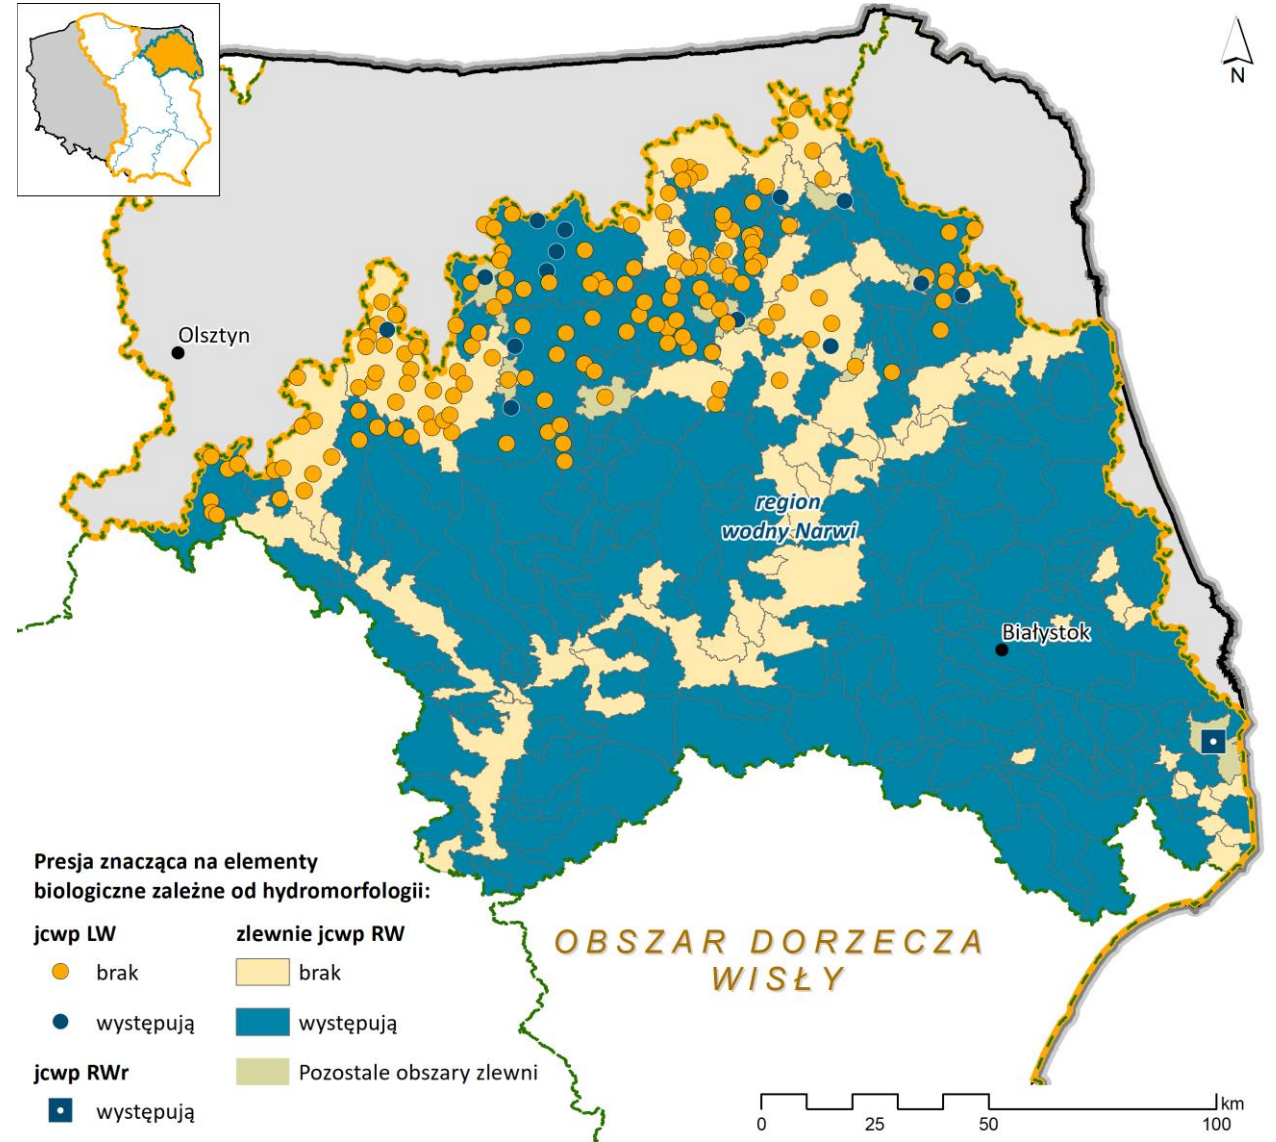 N
Olsztyn
region
wodny Narwi
Białystok
Presja znacząca na elementy
biologiczne zależne od hydromorfologii:
jcwp LW
zlewnie jcwp RW
brak
brak
występują
występują
jcwp RWr
Pozostałe obszary zlewni
występują
OBSZAR DORZECZA
WISŁY
km
0 25 50 100